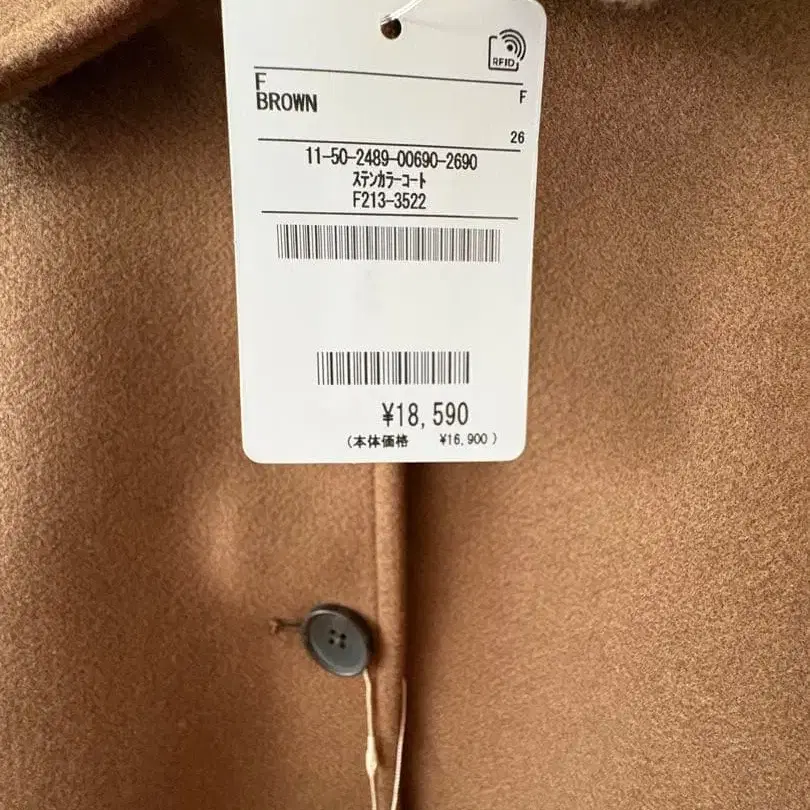 RFID
F
BROWN
F
26
11-50-2489-00690-2690
ｽﾃﾝｶﾗｰｺｰﾄ
F213-3522
¥18,590
(本体価格 ¥16,900)